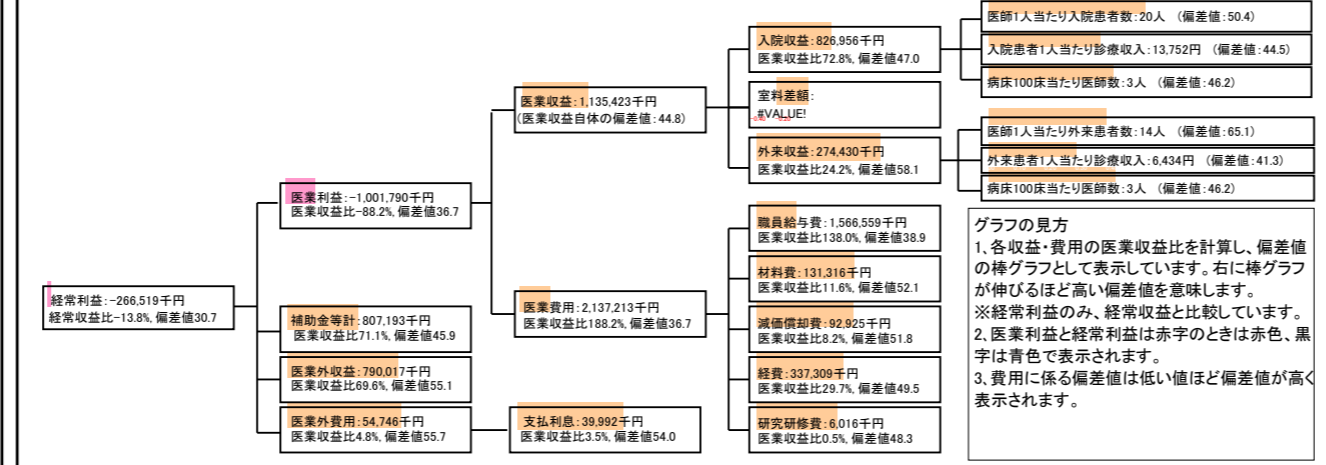 医師1人当たり入院患者数:20人 (偏差値:50.4)
入院収益:826,956千円
医業収益比72.8%, 偏差値47.0
入院患者1人当たり診療収入:13,752円 (偏差値:44.5)
病床100床当たり医師数:3人 (偏差値:46.2)
医業収益:1,135,423千円
(医業収益自体の偏差値:44.8)
室料差額:
#VALUE!
医師1人当たり外来患者数:14人 (偏差値:65.1)
外来収益:274,430千円
医業収益比24.2%, 偏差値58.1
外来患者1人当たり診療収入:6,434円 (偏差値:41.3)
病床100床当たり医師数:3人 (偏差値:46.2)
医業利益:-1,001,790千円
医業収益比-88.2%, 偏差値36.7
職員給与費:1,566,559千円
医業収益比138.0%, 偏差値38.9
経常利益:-266,519千円
経常収益比-13.8%, 偏差値30.7
医業費用:2,137,213千円
医業収益比188.2%, 偏差値36.7
材料費:131,316千円
医業収益比11.6%, 偏差値52.1
補助金等計:807,193千円
医業収益比71.1%, 偏差値45.9
減価償却費:92,925千円
医業収益比8.2%, 偏差値51.8
医業外収益:790,017千円
医業収益比69.6%, 偏差値55.1
経費:337,309千円
医業収益比29.7%, 偏差値49.5
医業外費用:54,746千円
医業収益比4.8%, 偏差値55.7
支払利息:39,992千円
医業収益比3.5%, 偏差値54.0
研究研修費:6,016千円
医業収益比0.5%, 偏差値48.3
グラフの見方
1、各収益・費用の医業収益比を計算し、偏差値
の棒グラフとして表示しています。右に棒グラフ
が伸びるほど高い偏差値を意味します。
※経常利益のみ、経常収益と比較しています。
2、医業利益と経常利益は赤字のときは赤色、黒
字は青色で表示されます。
3、費用に係る偏差値は低い値ほど偏差値が高く
表示されます。